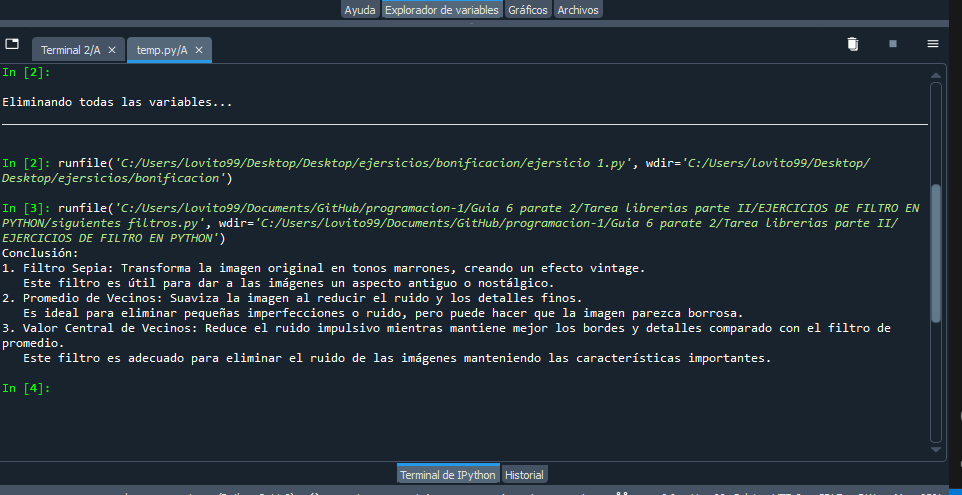 Ayuda Explorador de variables Gráficos Archivos
Terminal 2/A × temp.py/A ×
In [2]:
Eliminando todas las variables...
In [2]: runfile('C:/Users/lovito99/Desktop/Desktop/ejersicios/bonificacion/ejersicio 1.py', wdir='C:/Users/lovito99/Desktop/
Desktop/ejersicios/bonificacion')
In [3]: runfile('C:/Users/lovito99/Documents/GitHub/programacion-1/Guia 6 parate 2/Tarea librerias parte II/EJERCICIOS DE FILTRO EN
PYTHON/siguientes filtros.py', wdir='C:/Users/lovito99/Documents/GitHub/programacion-1/Guia 6 parate 2/Tarea librerias parte II/
EJERCICIOS DE FILTRO EN PYTHON')
Conclusión:
1. Filtro Sepia: Transforma la imagen original en tonos marrones, creando un efecto vintage.
Este filtro es útil para dar a las imágenes un aspecto antiguo o nostálgico.
2. Promedio de Vecinos: Suaviza la imagen al reducir el ruido y los detalles finos.
Es ideal para eliminar pequeñas imperfecciones o ruido, pero puede hacer que la imagen parezca borrosa.
3. Valor Central de Vecinos: Reduce el ruido impulsivo mientras mantiene mejor los bordes y detalles comparado con el filtro de
promedio.
Este filtro es adecuado para eliminar el ruido de las imágenes manteniendo las características importantes.
In [4]:
Terminal de IPython Historial